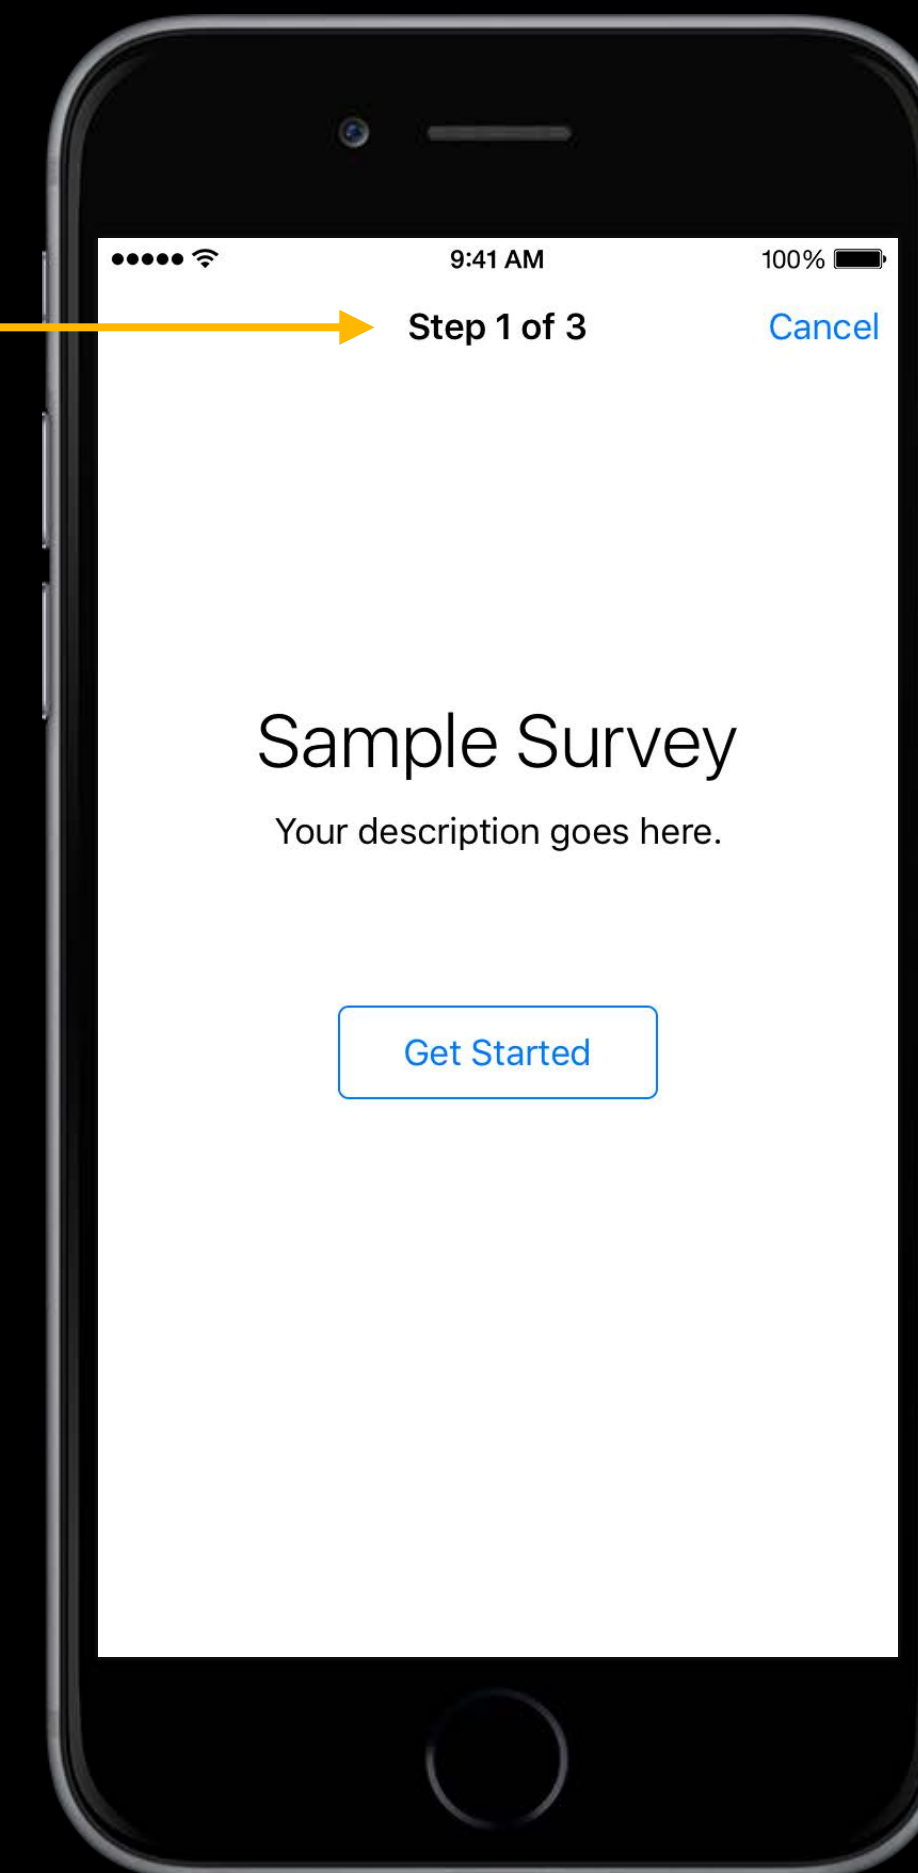 9:41 AM 100%
Step 1 of 3 Cancel
Sample Survey
Your description goes here.
Get Started